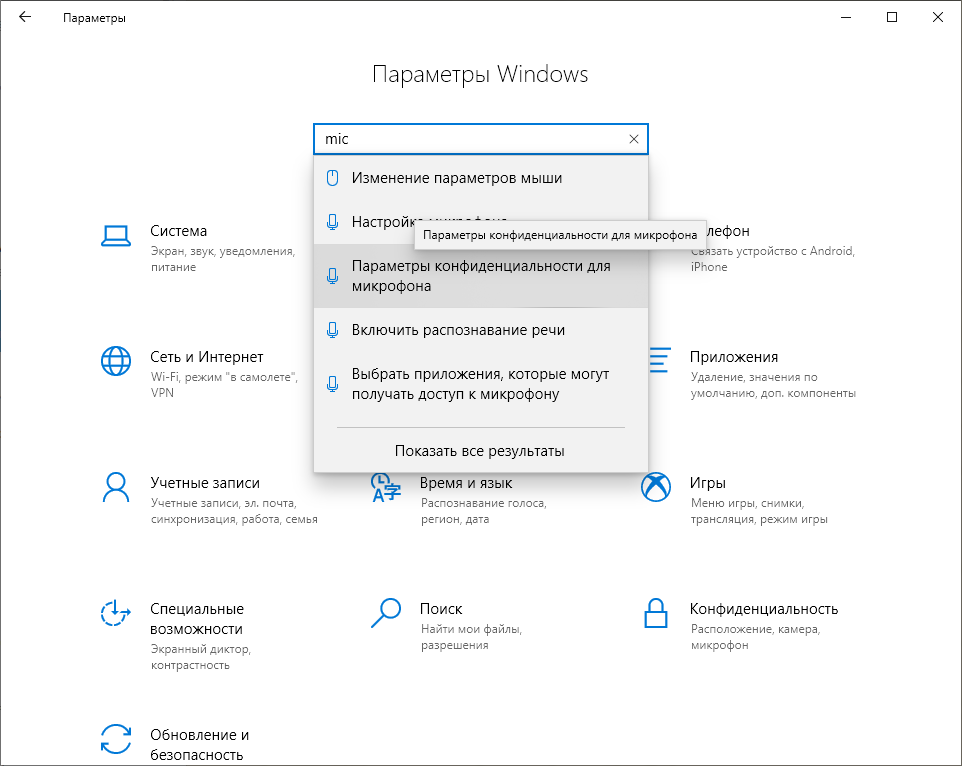 Параметры
Параметры Windows
mic
Изменение параметров мыши
Настройка микрофона
Параметры конфиденциальности для микрофона
Параметры конфиденциальности для
микрофона
Включить распознавание речи
Выбрать приложения, которые могут
получать доступ к микрофону
Показать все результаты
Система
Экран, звук, уведомления,
питание
лефон
Связать устройство с Android,
iPhone
Сеть и Интернет
Wi-Fi, режим "в самолете",
VPN
Приложения
Удаление, значения по
умолчанию, доп. компоненты
Учетные записи
Учетные записи, эл. почта,
синхронизация, работа, семья
Время и язык
Распознавание голоса,
регион, дата
Игры
Меню игры, снимки,
трансляция, режим игры
Специальные
возможности
Экранный диктор,
контрастность
Поиск
Найти мои файлы,
разрешения
Конфиденциальность
Расположение, камера,
микрофон
Обновление и
безопасность